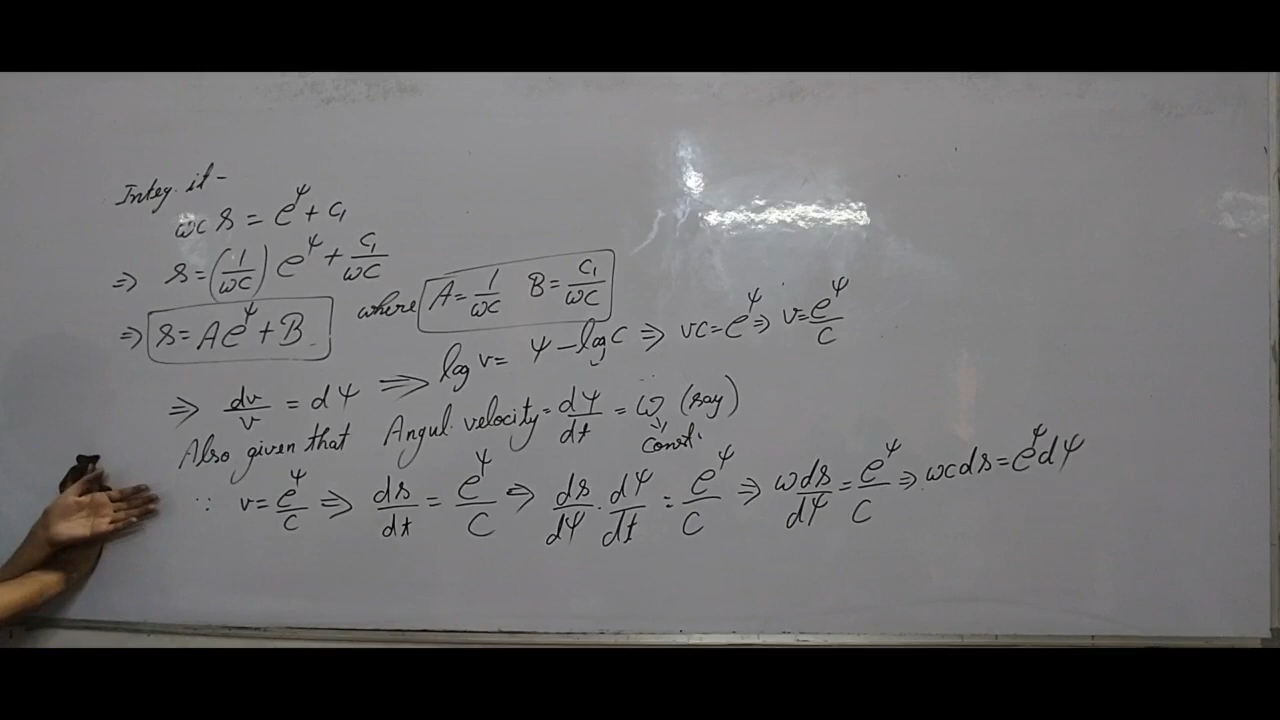 Integ. it –
ωc s = e^ψ + c₁
⇒ s = (1/ωc) e^ψ + c₁/ωc
⇒ s = A e^ψ + B where A = 1/ωc B = c₁/ωc
⇒ dv/v = dψ ⇒ log v = ψ – log c ⇒ vc = e^ψ ⇒ v = e^ψ/c
Also given that Angul. velocity = dψ/dt = ω (say)
const.
∵ v = e^ψ/c ⇒ ds/dt = e^ψ/c ⇒ ds/dψ · dψ/dt = e^ψ/c ⇒ ω ds/dψ = e^ψ/c ⇒ ωc ds = e^ψ dψ